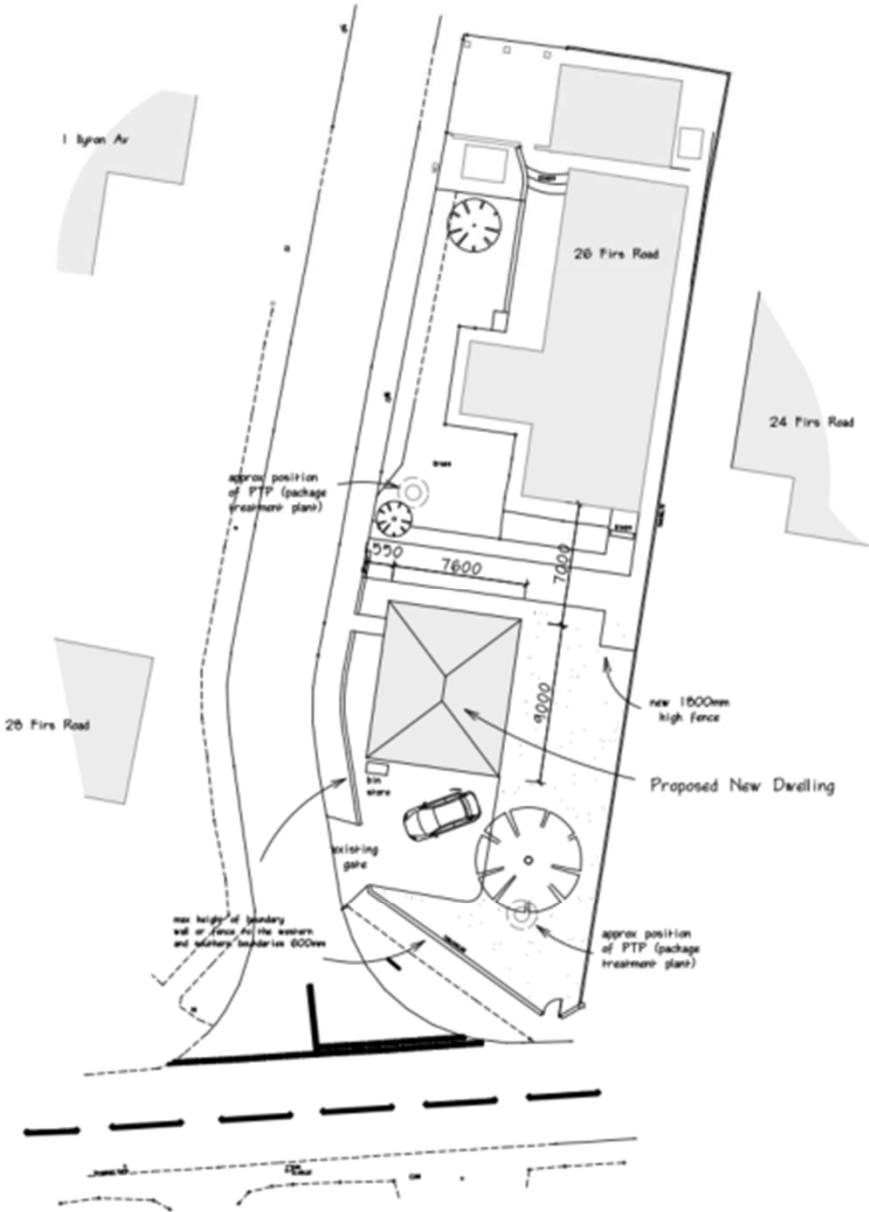 1 Byron Av
26 Firs Road
24 Firs Road
approx position
of PTP (package
treatment plant)
550
7600
7000
9000
new 1800mm
high fence
28 Firs Road
Proposed New Dwelling
bin
store
existing
gate
max height of boundary
wall or fence to the western
and southern boundaries 600mm
approx position
of PTP (package
treatment plant)